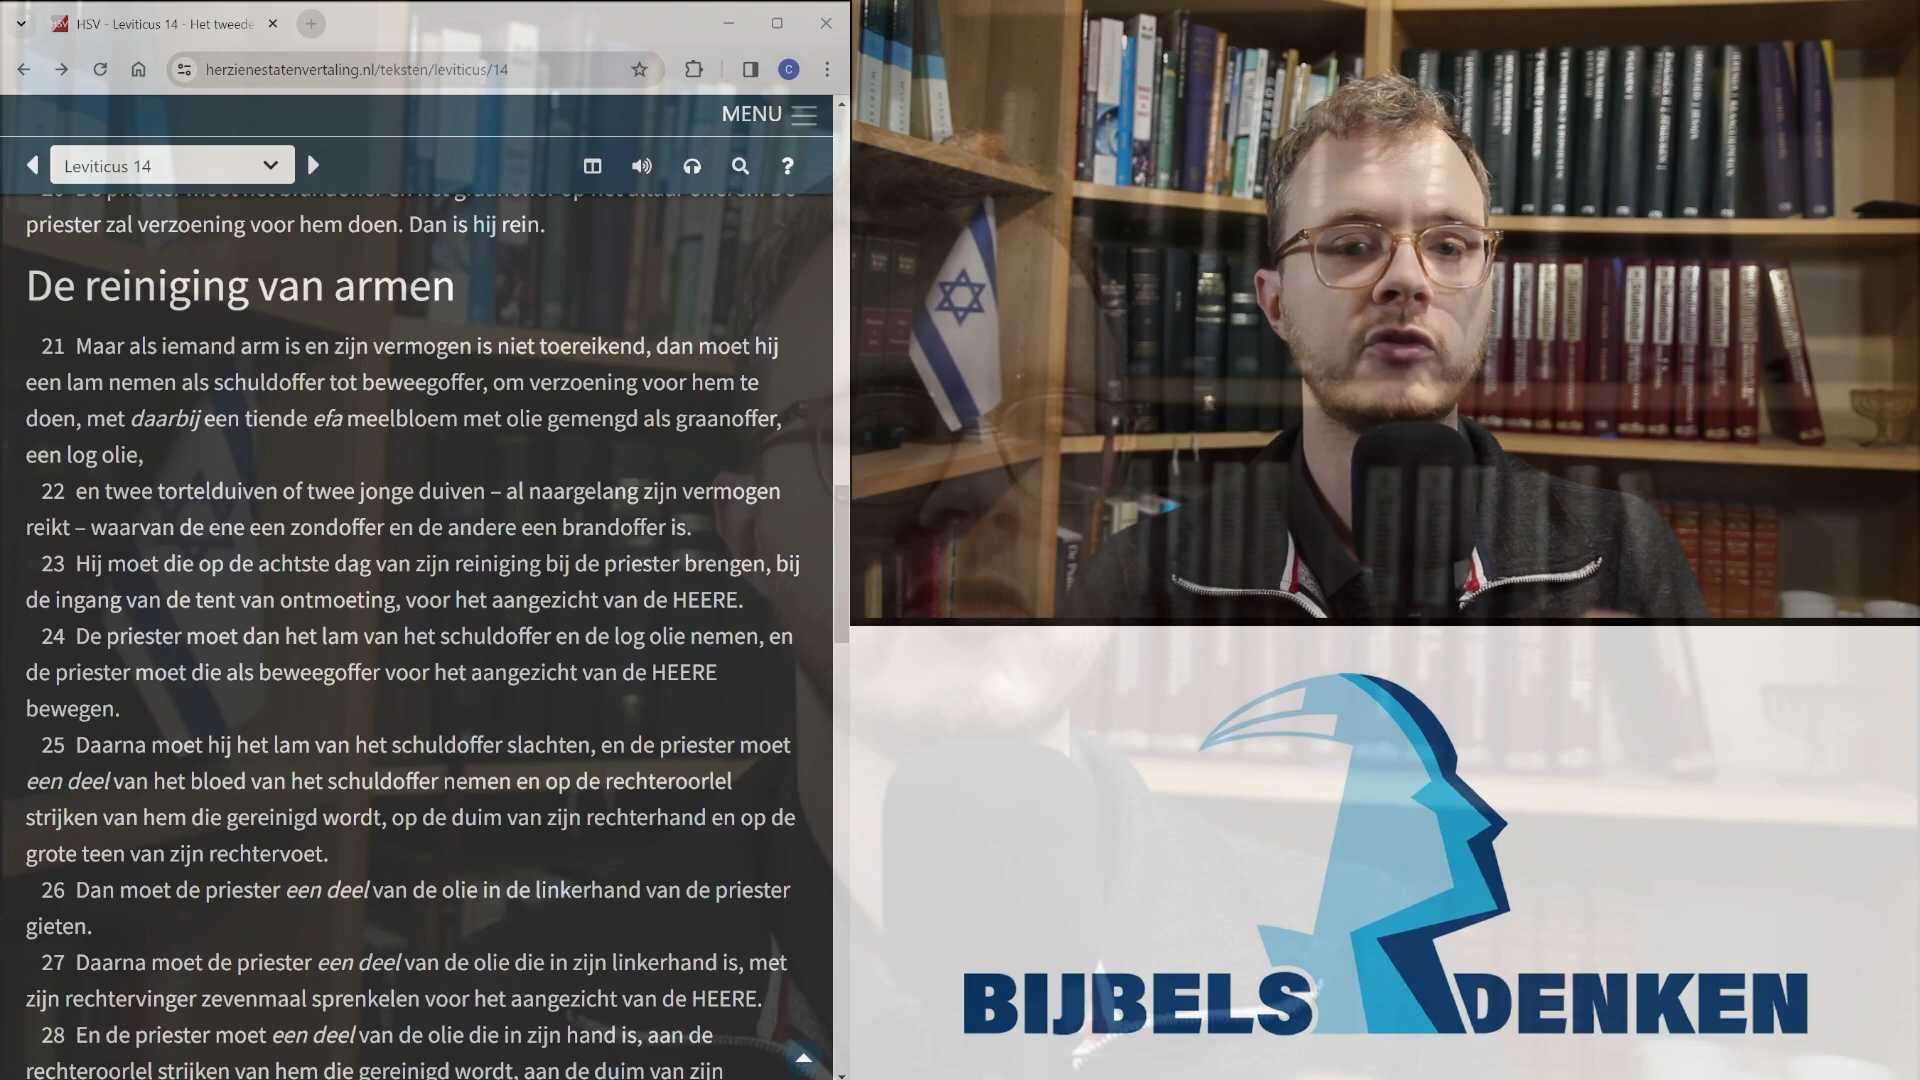 HSV - Leviticus 14 - Het tweede
herzienestatenvertaling.nl/teksten/leviticus/14
C
MENU
Leviticus 14
priester zal verzoening voor hem doen. Dan is hij rein.
De reiniging van armen
21 Maar als iemand arm is en zijn vermogen is niet toereikend, dan moet hij
een lam nemen als schuldoffer tot beweegoffer, om verzoening voor hem te
doen, met daarbij een tiende efa meelbloem met olie gemengd als graanoffer,
een log olie,
22 en twee tortelduiven of twee jonge duiven – al naargelang zijn vermogen
reikt – waarvan de ene een zondoffer en de andere een brandoffer is.
23 Hij moet die op de achtste dag van zijn reiniging bij de priester brengen, bij
de ingang van de tent van ontmoeting, voor het aangezicht van de HEERE.
24 De priester moet dan het lam van het schuldoffer en de log olie nemen, en
de priester moet die als beweegoffer voor het aangezicht van de HEERE
bewegen.
25 Daarna moet hij het lam van het schuldoffer slachten, en de priester moet
een deel van het bloed van het schuldoffer nemen en op de rechteroorlel
strijken van hem die gereinigd wordt, op de duim van zijn rechterhand en op de
grote teen van zijn rechtervoet.
26 Dan moet de priester een deel van de olie in de linkerhand van de priester
gieten.
27 Daarna moet de priester een deel van de olie die in zijn linkerhand is, met
zijn rechtervinger zevenmaal sprenkelen voor het aangezicht van de HEERE.
28 En de priester moet een deel van de olie die in zijn hand is, aan de
rechteroorlel strijken van hem die gereinigd wordt, aan de duim van zijn
BIJBELS DENKEN